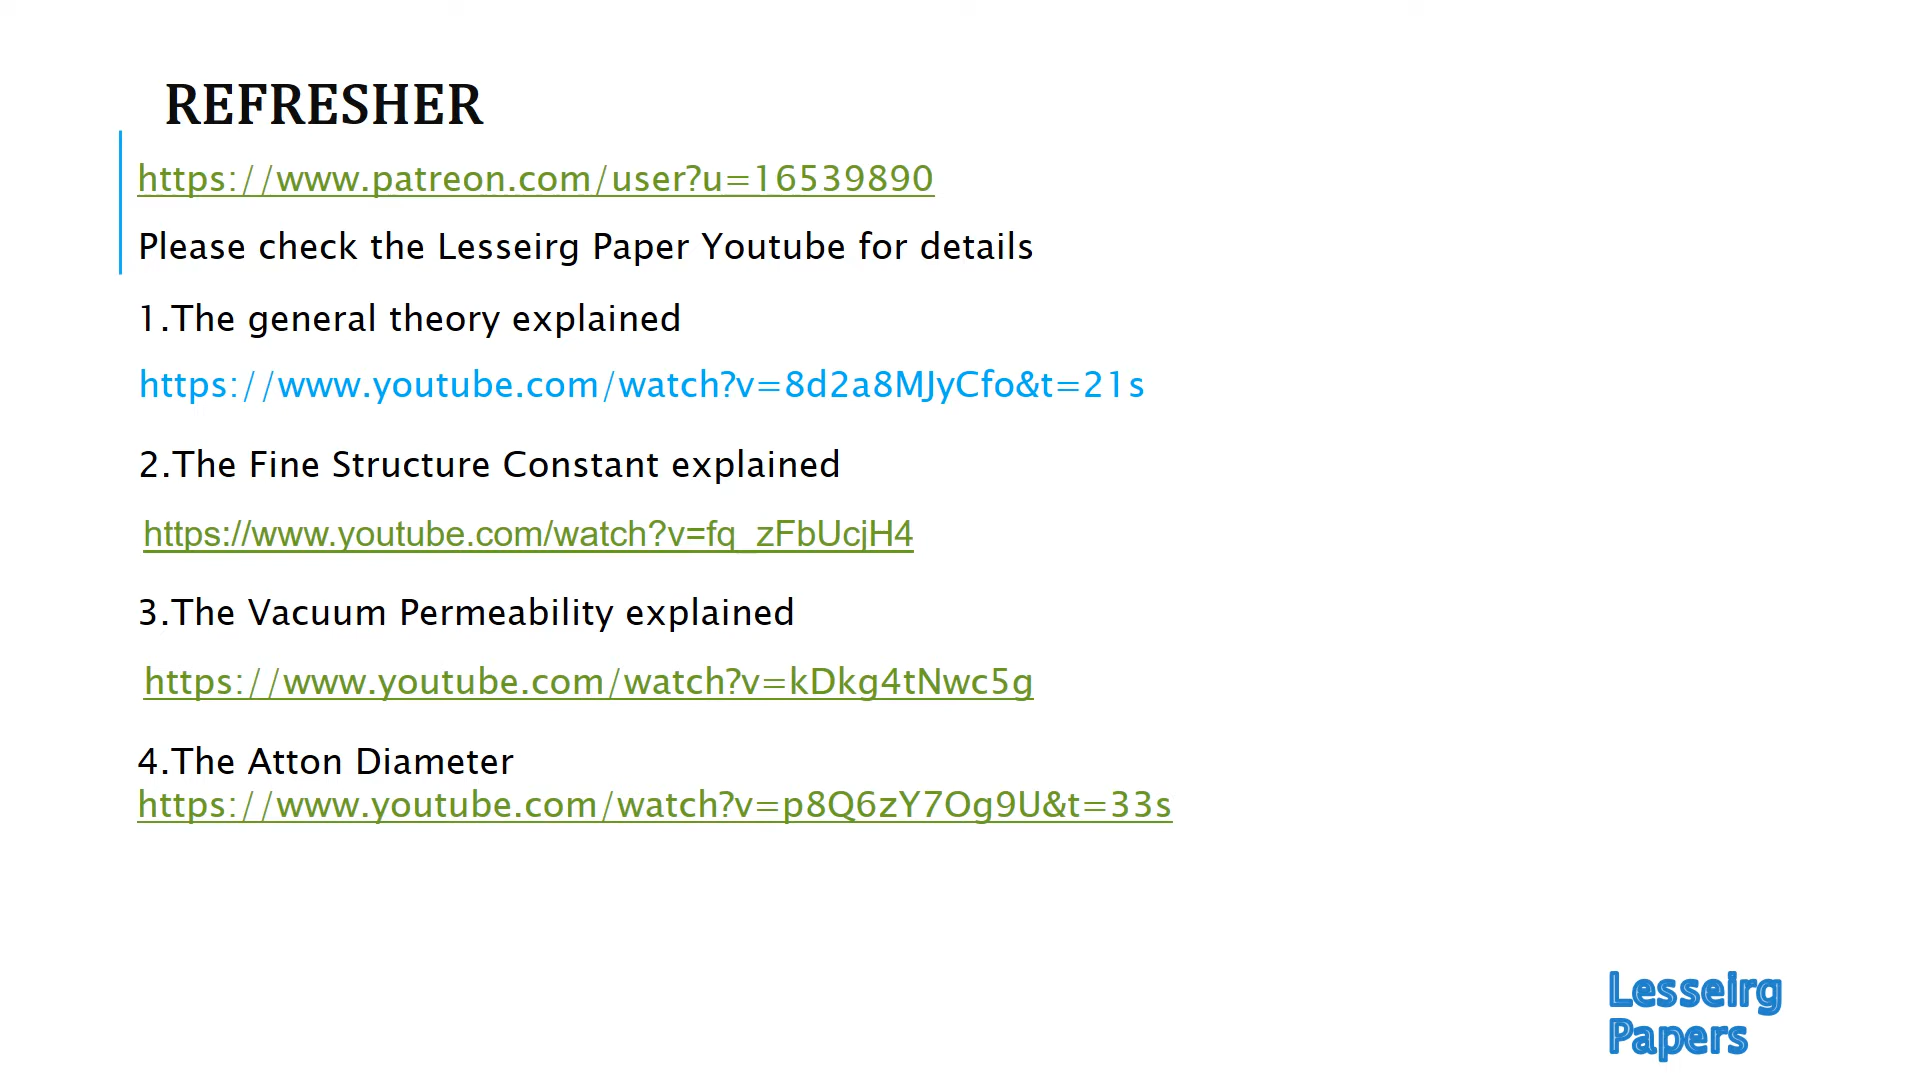 REFRESHER
https://www.patreon.com/user?u=16539890
Please check the Lesseirg Paper Youtube for details
1.The general theory explained
https://www.youtube.com/watch?v=8d2a8MJyCfo&t=21s
2.The Fine Structure Constant explained
https://www.youtube.com/watch?v=fq_zFbUcjH4
3.The Vacuum Permeability explained
https://www.youtube.com/watch?v=kDkg4tNwc5g
4.The Atton Diameter
https://www.youtube.com/watch?v=p8Q6zY7Og9U&t=33s
Lesseirg
Papers